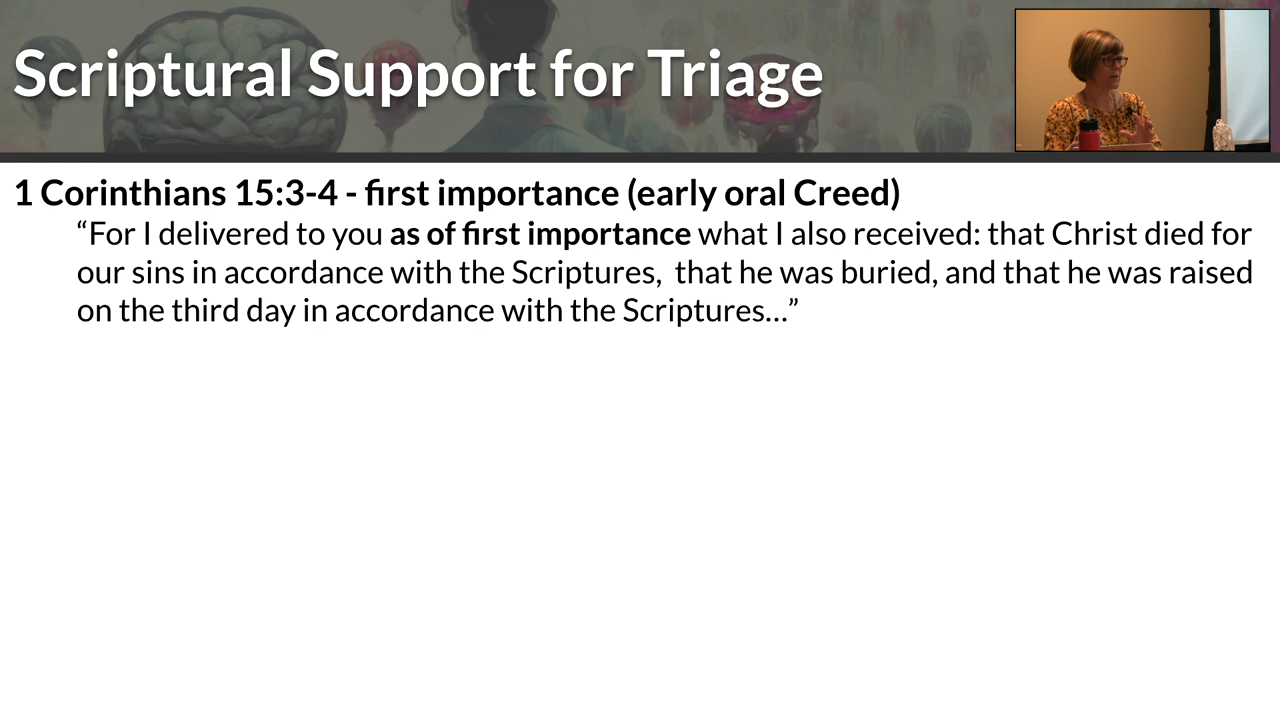 Scriptural Support for Triage
1 Corinthians 15:3-4 - first importance (early oral Creed)
“For I delivered to you as of first importance what I also received: that Christ died for
our sins in accordance with the Scriptures,  that he was buried, and that he was raised
on the third day in accordance with the Scriptures…”